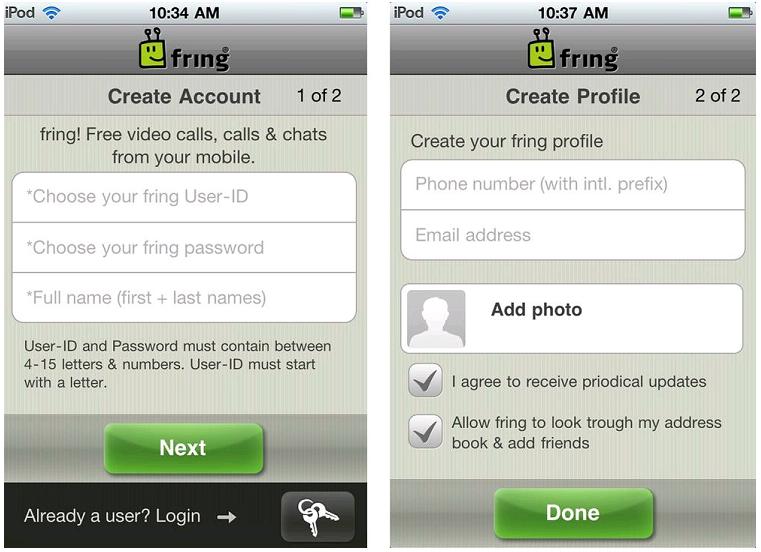 iPod 10:34 AM
fring®
Create Account 1 of 2
fring! Free video calls, calls & chats
from your mobile.
*Choose your fring User-ID
*Choose your fring password
*Full name (first + last names)
User-ID and Password must contain between
4-15 letters & numbers. User-ID must start
with a letter.
Next
Already a user? Login →
iPod 10:37 AM
fring®
Create Profile 2 of 2
Create your fring profile
Phone number (with intl. prefix)
Email address
Add photo
I agree to receive priodical updates
Allow fring to look trough my address
book & add friends
Done